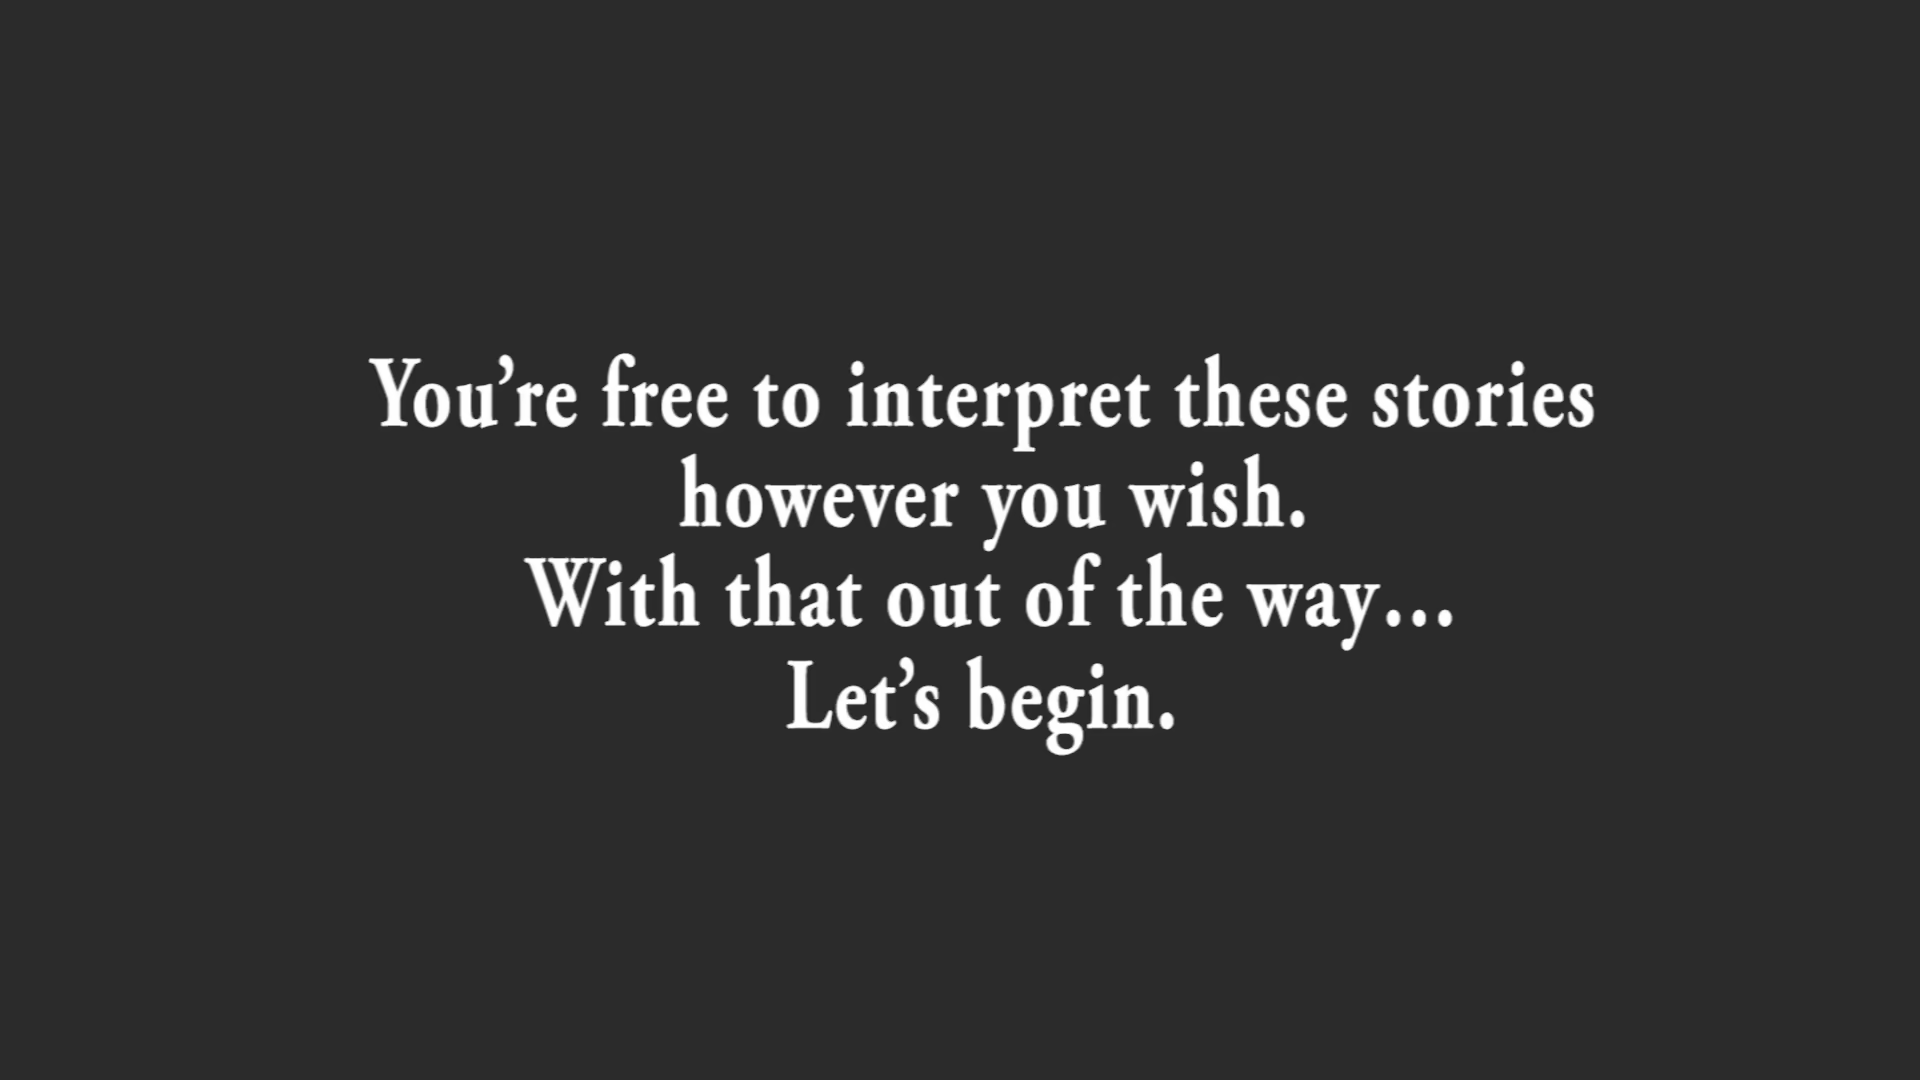 You’re free to interpret these stories
however you wish.
With that out of the way…
Let’s begin.